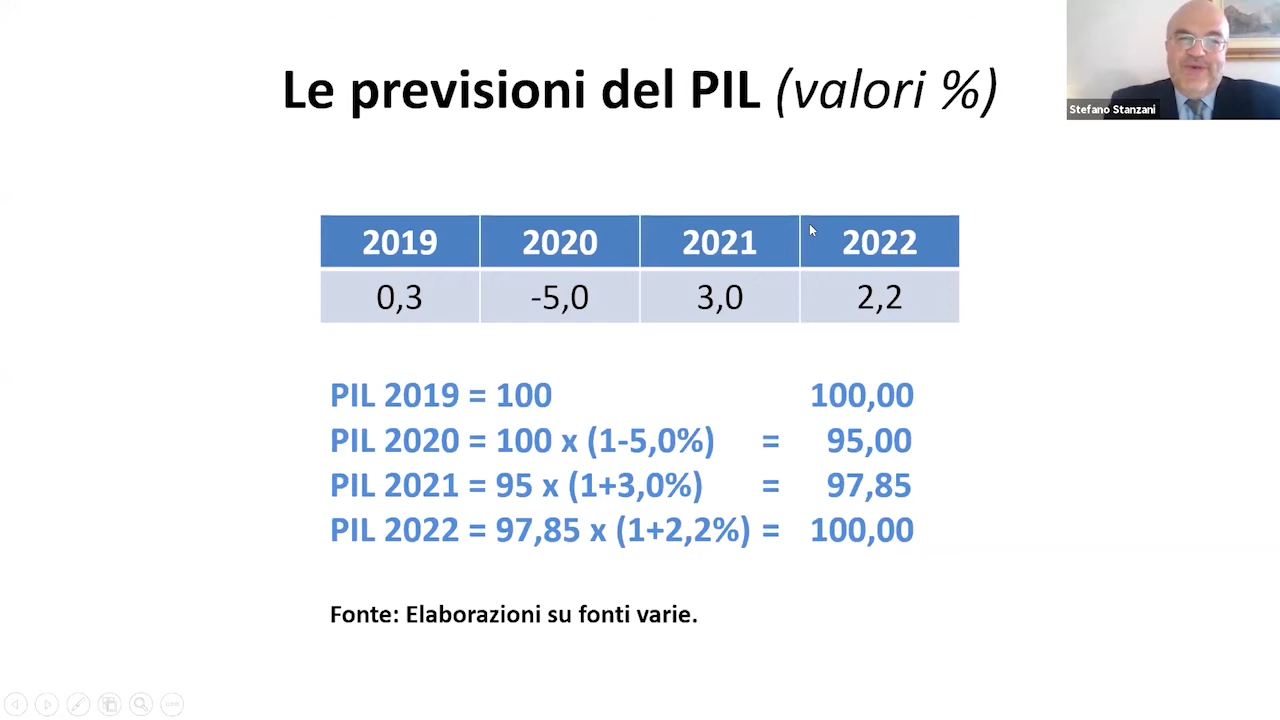 Le previsioni del PIL (valori %)
Stefano Stanzani
2019 2020 2021 2022
0,3 -5,0 3,0 2,2
PIL 2019 = 100 100,00
PIL 2020 = 100 x (1-5,0%) = 95,00
PIL 2021 = 95 x (1+3,0%) = 97,85
PIL 2022 = 97,85 x (1+2,2%) = 100,00
Fonte: Elaborazioni su fonti varie.